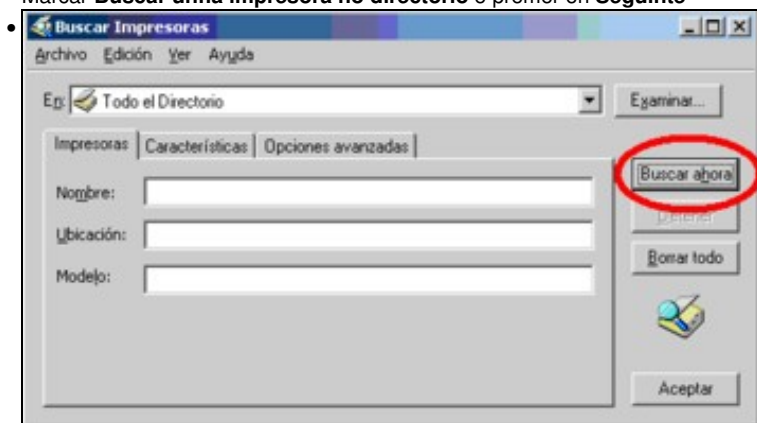 Marcar Buscar unha impresora no directorio e premer en Seguinte
Buscar Impresoras
Archivo Edición Ver Ayuda
En: Todo el Directorio Examinar...
Impresoras Características Opciones avanzadas
Buscar ahora
Nombre:
Detener
Ubicación:
Borrar todo
Modelo:
Aceptar